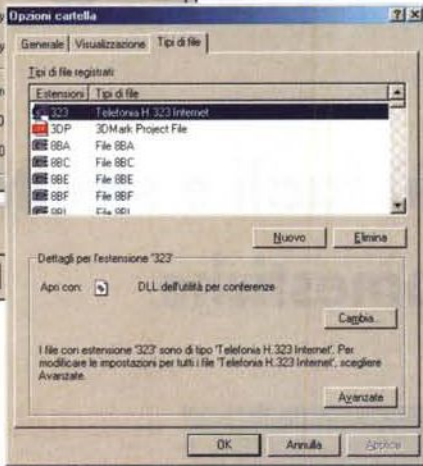 Opzioni cartella
Generale Visualizzazione Tipi di file
Tipi di file registrati:
Estensioni Tipi di file
323 Telefonia H.323 Internet
3DP 3DMark Project File
8BA File 8BA
8BC File 8BC
8BE File 8BE
8BF File 8BF
8BI File 8BI
Nuovo Elimina
Dettagli per l'estensione '323'
Apri con: DLL dell'utilità per conferenze
Cambia...
I file con estensione '323' sono di tipo 'Telefonia H.323 Internet'. Per
modificare le impostazioni per tutti i file 'Telefonia H.323 Internet', scegliere
Avanzate.
Avanzate
OK Annulla Applica